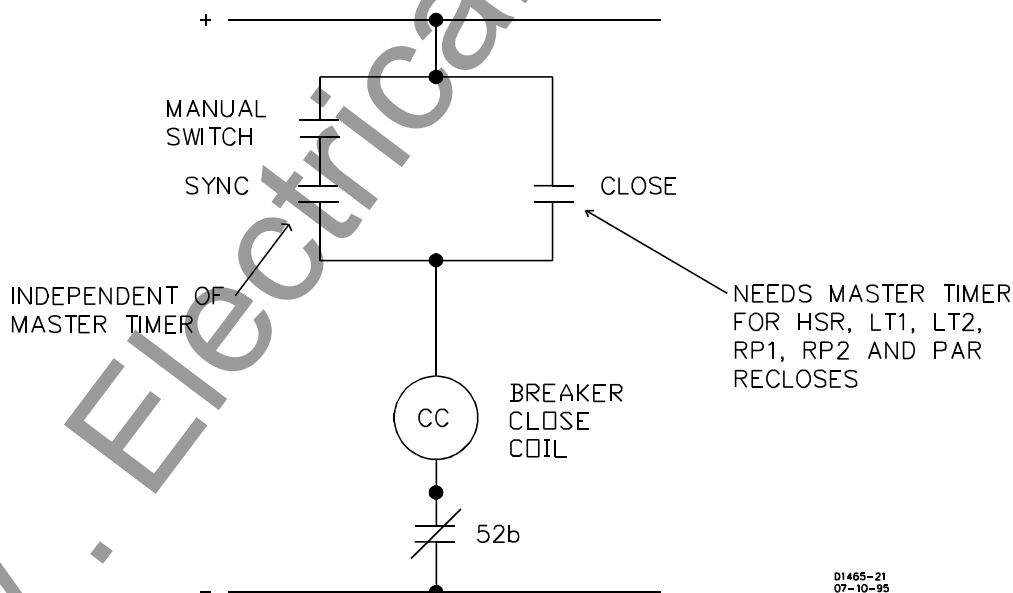 +
MANUAL
SWITCH
SYNC
CLOSE
INDEPENDENT OF
MASTER TIMER
NEEDS MASTER TIMER
FOR HSR, LT1, LT2,
RP1, RP2 AND PAR
RECLOSES
CC
BREAKER
CLOSE
COIL
52b
-
D1465-21
07-10-95
. Electrical